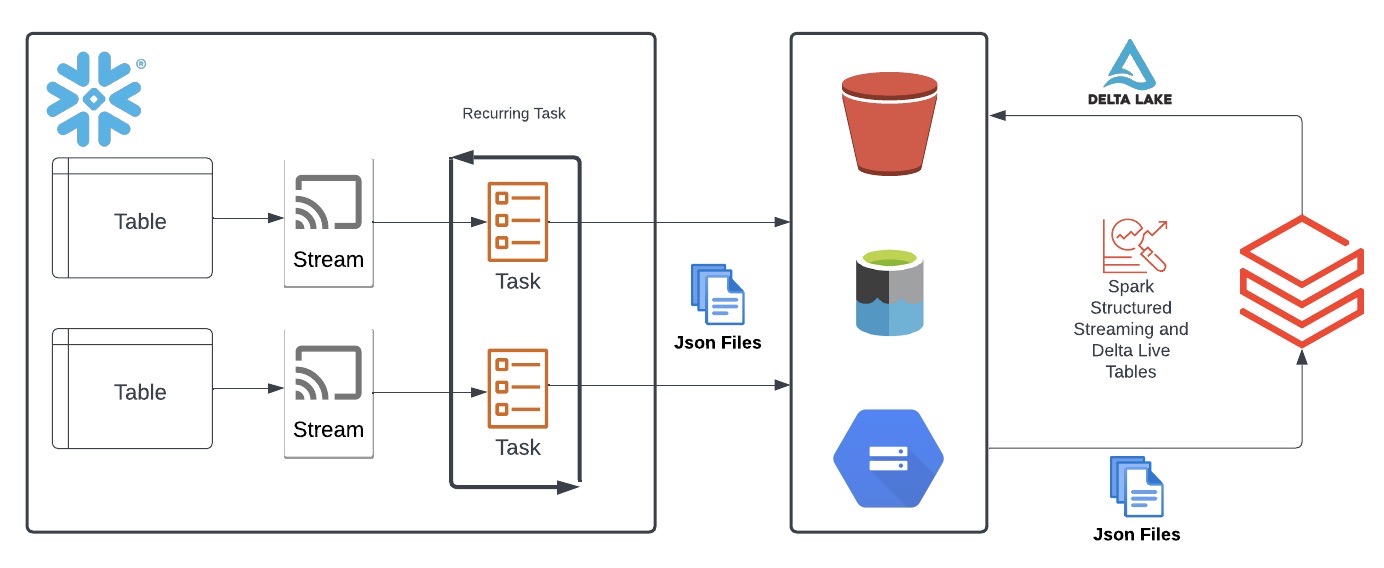 ®
Recurring Task
Table
Stream
Task
Table
Stream
Task
Json Files
DELTA LAKE
Spark
Structured
Streaming and
Delta Live
Tables
Json Files